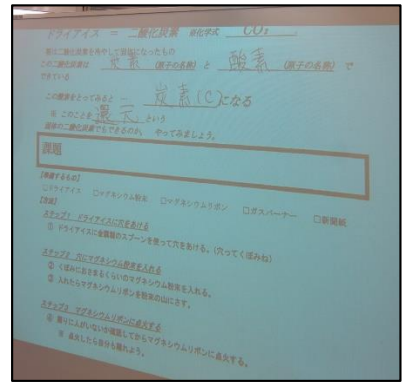 ドライアイス = 二酸化炭素 化学式 CO₂
※は二酸化炭素を冷やして固体になったもの
この二酸化炭素は 炭素 (原子の名称) と 酸素 (原子の名称) で
できている
この酸素をとってみると… 炭素(C)になる
※ このことを 還元 という
固体の二酸化炭素でもできるのか、やってみましょう。
課題
【準備するもの】
□ドライアイス □マグネシウム粉末 □マグネシウムリボン □ガスバーナー □新聞紙
【方法】
ステップ1 ドライアイスに穴をあける
① ドライアイスに金属製のスプーンを使って穴をあける。(穴ってくぼみね)
ステップ2 穴にマグネシウム粉末を入れる
② くぼみにおさまるくらいのマグネシウム粉末を入れる。
③ 入れたらマグネシウムリボンを粉末の山にさす。
ステップ3 マグネシウムリボンに点火する
④ 周りに人がいないか確認してからマグネシウムリボンに点火する。
※ 点火したら自分も離れよう。